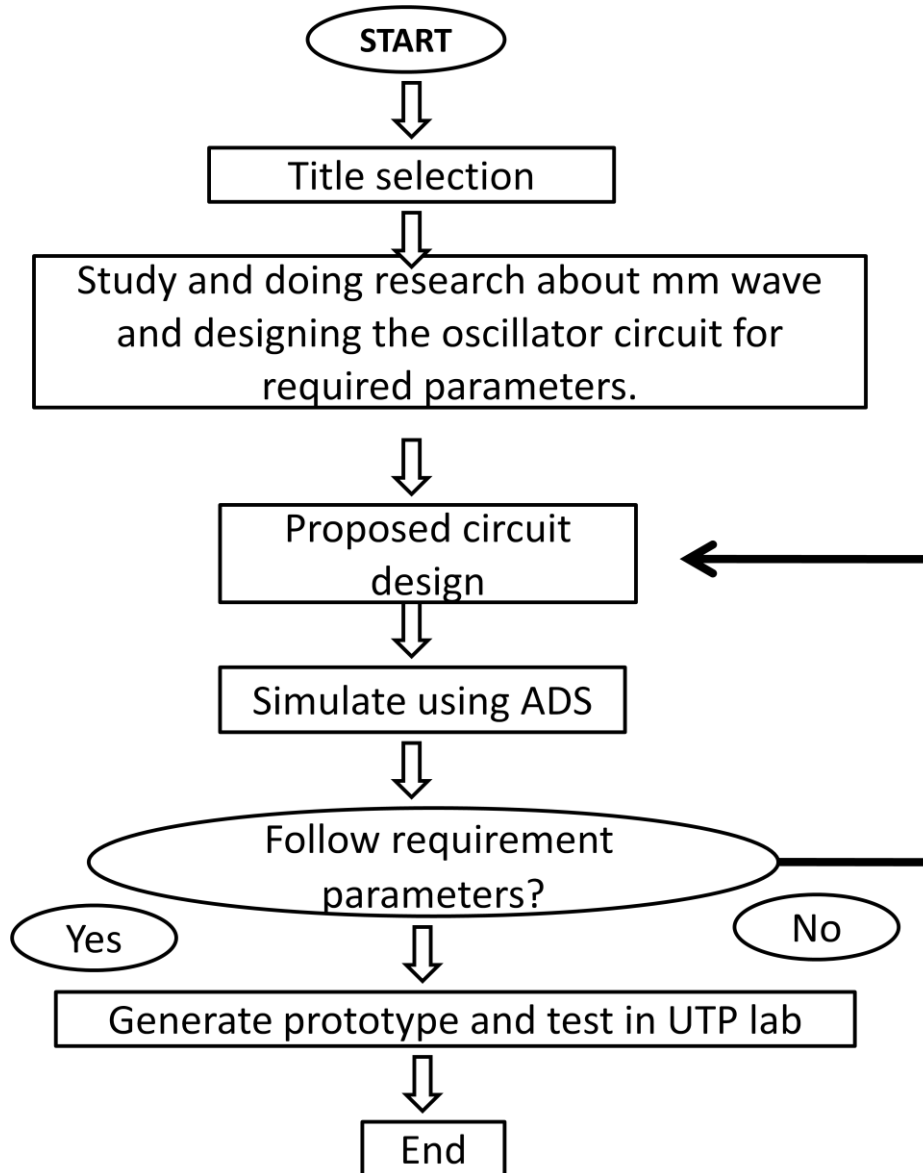 START
Title selection
Study and doing research about mm wave
and designing the oscillator circuit for
required parameters.
Proposed circuit
design
Simulate using ADS
Follow requirement
parameters?
Yes
No
Generate prototype and test in UTP lab
End